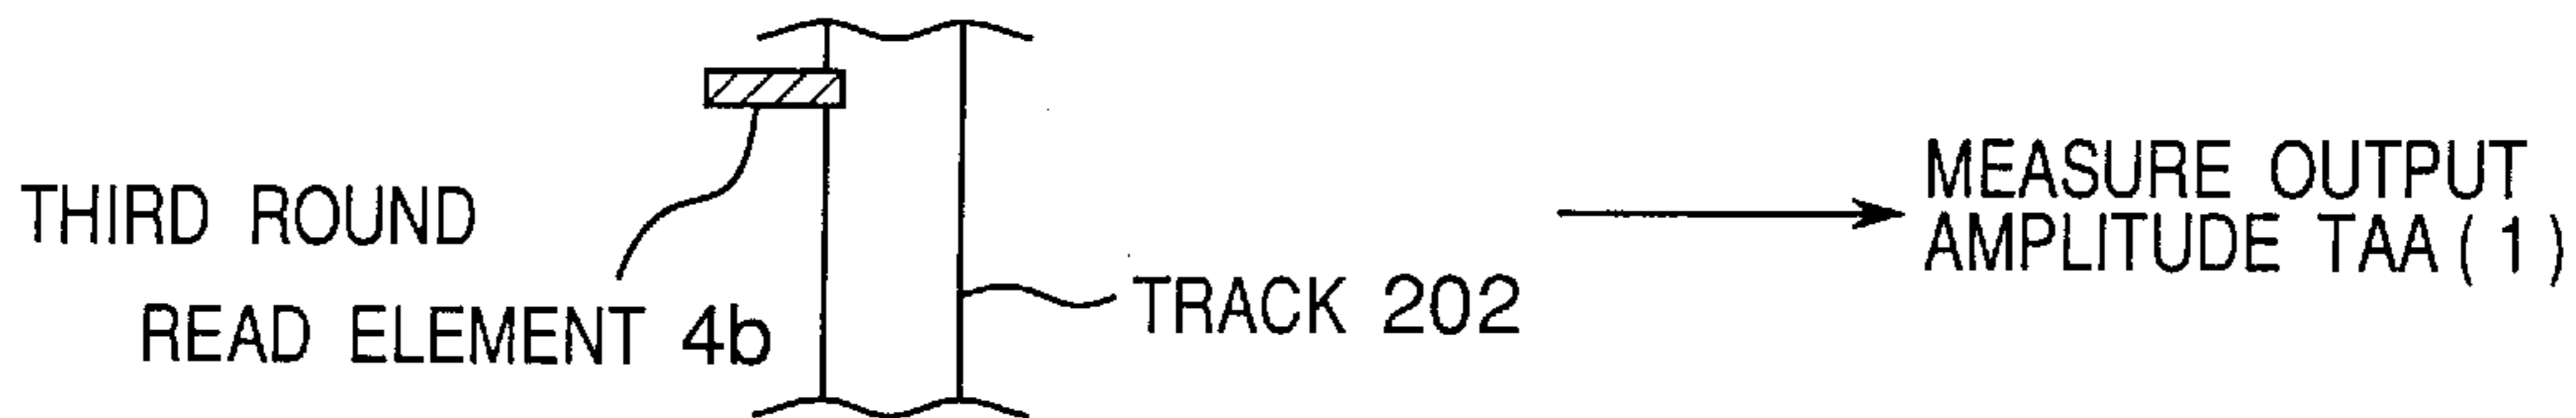 THIRD ROUND
READ ELEMENT 4b
TRACK 202
MEASURE OUTPUT
AMPLITUDE TAA (1)